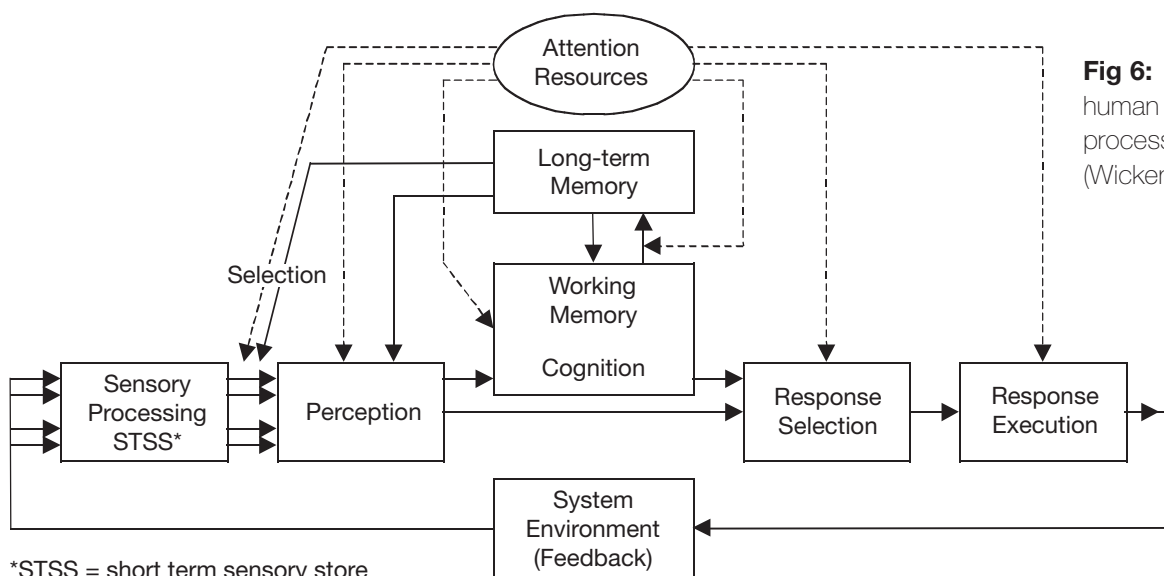 Attention
Resources
Fig 6:
human
process
(Wicker
Long-term
Memory
Selection
Working
Memory
Cognition
Sensory
Processing
STSS*
Perception
Response
Selection
Response
Execution
System
Environment
(Feedback)
*STSS = short term sensory store